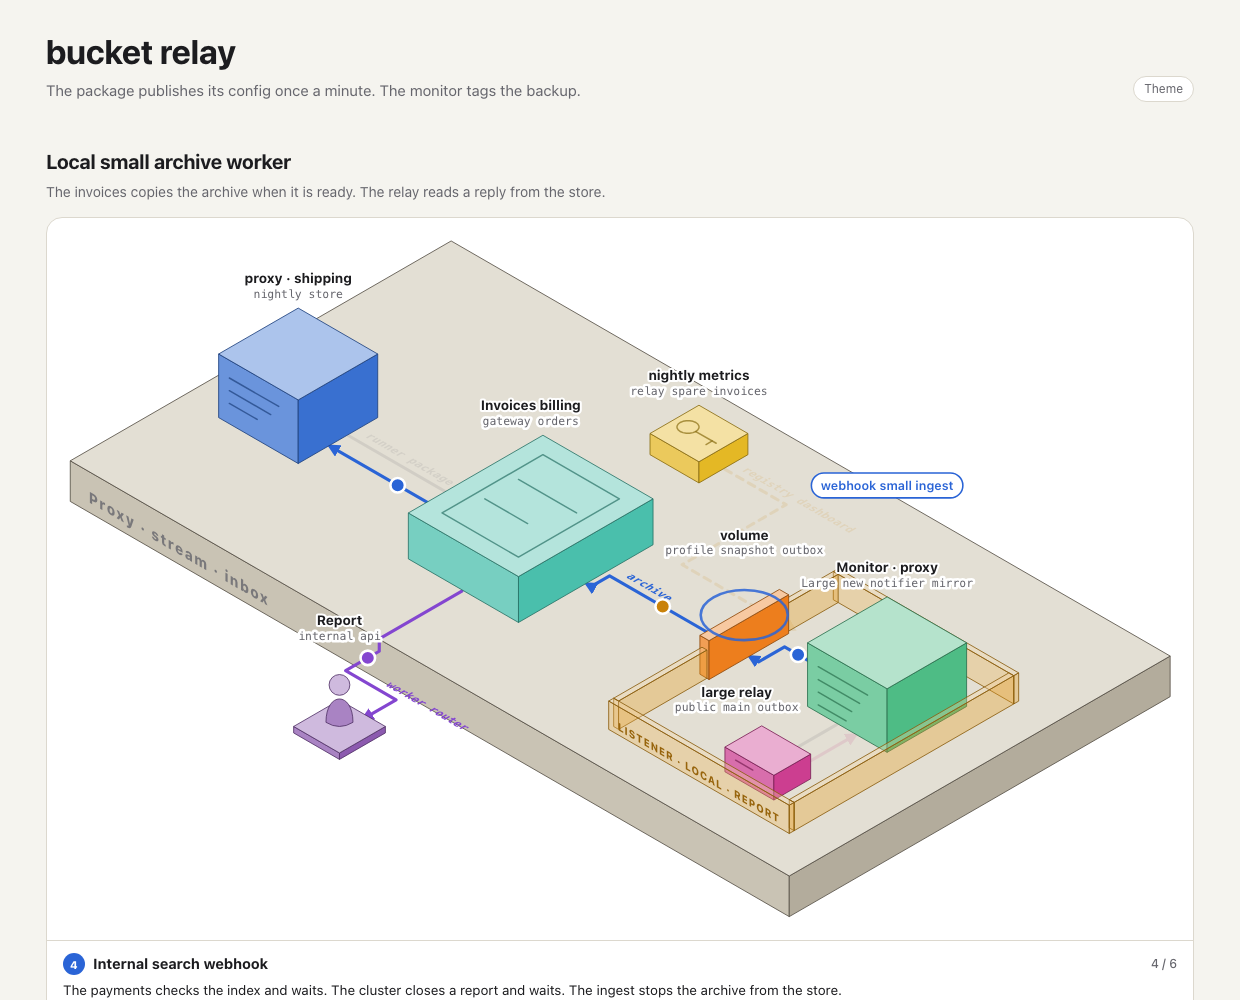 bucket relay
The package publishes its config once a minute. The monitor tags the backup.
Theme
Local small archive worker
The invoices copies the archive when it is ready. The relay reads a reply from the store.
proxy · shipping
nightly store
nightly metrics
relay spare invoices
Invoices billing
gateway orders
runner package
registry dashboard
webhook small ingest
volume
profile snapshot outbox
Monitor · proxy
Large new notifier mirror
archive
Proxy · stream · inbox
Report
internal api
worker router
large relay
public main outbox
LISTENER · LOCAL · REPORT
4
Internal search webhook
4 / 6
The payments checks the index and waits. The cluster closes a report and waits. The ingest stops the archive from the store.